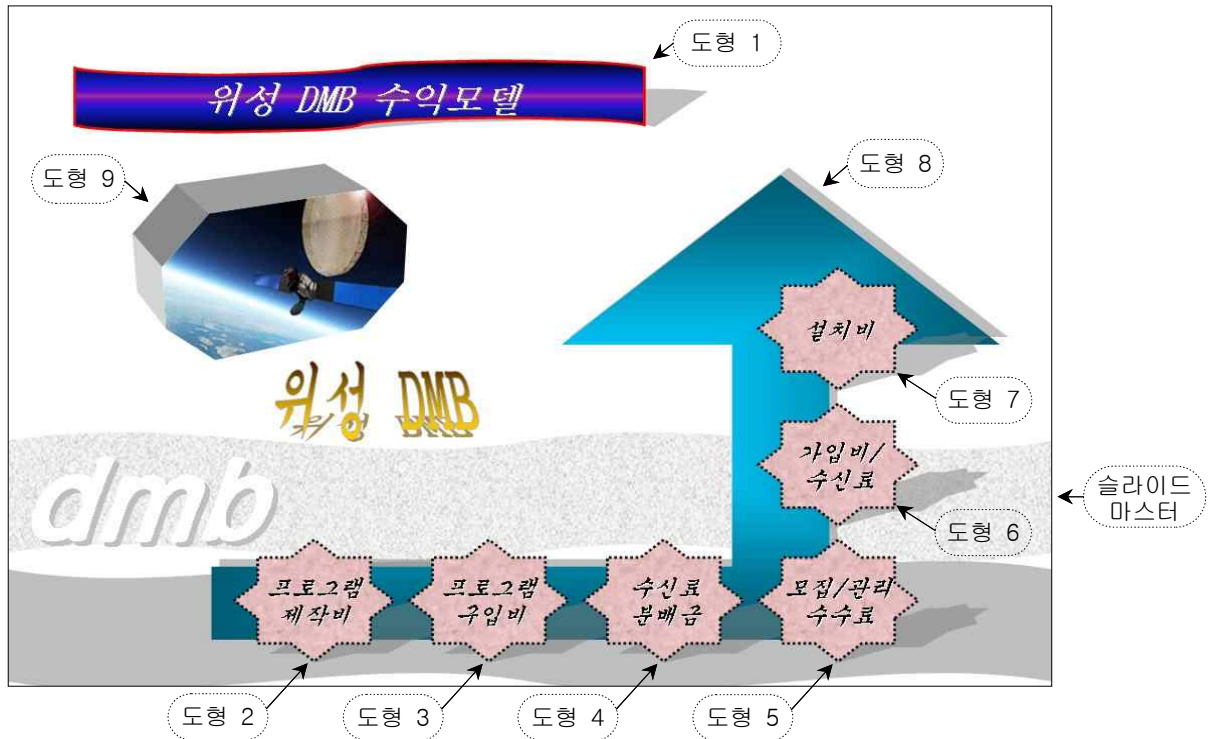 도형 1
위성 DMB 수익모델
도형 9
도형 8
설치비
도형 7
위성 DMB
가입비/
수신료
슬라이드
마스터
dmb
도형 6
프로그램
제작비
프로그램
구입비
수신료
분배금
모집/관리
수수료
도형 2
도형 3
도형 4
도형 5